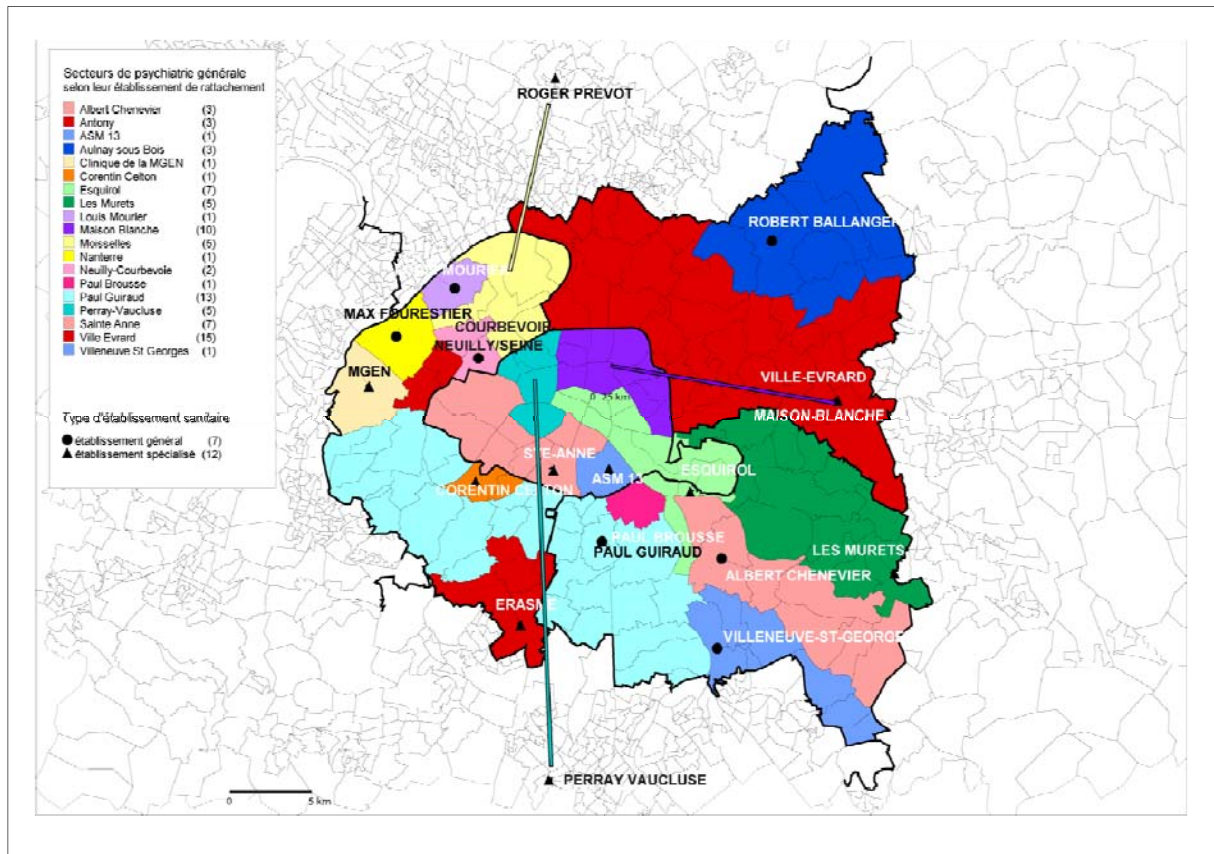 Secteurs de psychiatrie générale
selon leur établissement de rattachement
Albert Chenevier (3)
Antony (3)
ASM 13 (1)
Aulnay sous Bois (3)
Clinique de la MGEN (1)
Corentin Celton (1)
Esquirol (7)
Les Murets (5)
Louis Mourier (1)
Maison Blanche (10)
Moisselles (5)
Nanterre (1)
Neuilly-Courbevoie (2)
Paul Brousse (1)
Paul Guiraud (13)
Perray-Vaucluse (5)
Sainte Anne (7)
Ville Evrard (15)
Villeneuve St Georges (1)
Type d'établissement sanitaire
établissement général (7)
établissement spécialisé (12)
ROGER PREVOT
ROBERT BALLANGER
MOURIER
MAX FOURESTIER
COURBEVOIE
NEUILLY/SEINE
MGEN
VILLE-EVRARD
0 25 km
MAISON-BLANCHE
STE-ANNE
ASM 13
ESQUIROL
CORENTIN CELTON
PAUL BROUSSE
PAUL GUIRAUD
LES MURETS
ALBERT CHENEVIER
ERASME
VILLENEUVE-ST-GEORGE
PERRAY VAUCLUSE
0 5 km